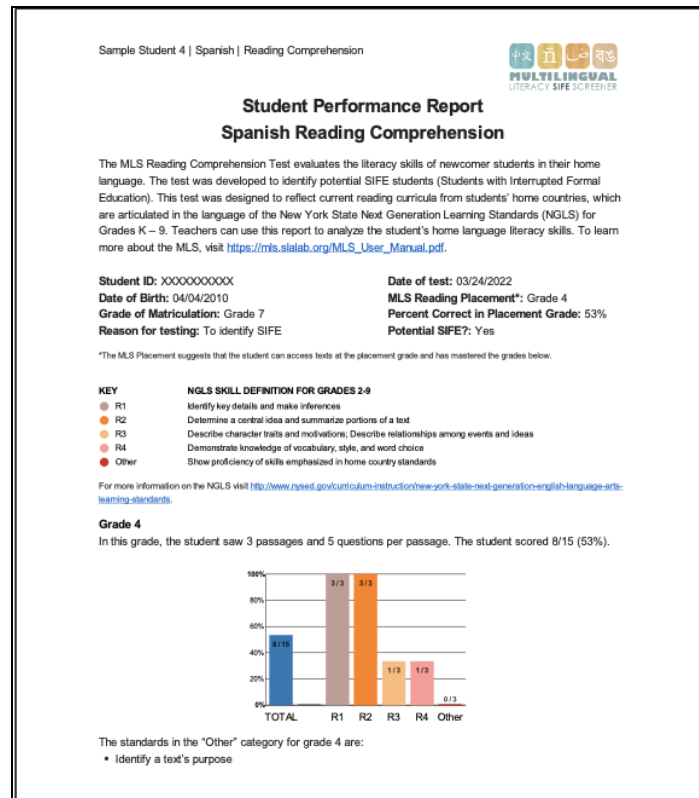 Sample Student 4 | Spanish | Reading Comprehension
中文 ñ ض বাঙ
MULTILINGUAL
LITERACY SIFE SCREENER
Student Performance Report
Spanish Reading Comprehension
The MLS Reading Comprehension Test evaluates the literacy skills of newcomer students in their home
language. The test was developed to identify potential SIFE students (Students with Interrupted Formal
Education). This test was designed to reflect current reading curricula from students' home countries, which
are articulated in the language of the New York State Next Generation Learning Standards (NGLS) for
Grades K – 9. Teachers can use this report to analyze the student's home language literacy skills. To learn
more about the MLS, visit https://mls.slalab.org/MLS_User_Manual.pdf.
Student ID: XXXXXXXXXX
Date of Birth: 04/04/2010
Grade of Matriculation: Grade 7
Reason for testing: To identify SIFE
Date of test: 03/24/2022
MLS Reading Placement*: Grade 4
Percent Correct in Placement Grade: 53%
Potential SIFE?: Yes
*The MLS Placement suggests that the student can access texts at the placement grade and has mastered the grades below.
KEY NGLS SKILL DEFINITION FOR GRADES 2-9
R1 Identify key details and make inferences
R2 Determine a central idea and summarize portions of a text
R3 Describe character traits and motivations; Describe relationships among events and ideas
R4 Demonstrate knowledge of vocabulary, style, and word choice
Other Show proficiency of skills emphasized in home country standards
For more information on the NGLS visit http://www.nysed.gov/curriculum-instruction/new-york-state-next-generation-english-language-arts-
learning-standards.
Grade 4
In this grade, the student saw 3 passages and 5 questions per passage. The student scored 8/15 (53%).
100%
80%
60%
40%
20%
0%
8 / 15
3 / 3
3 / 3
1 / 3
1 / 3
0 / 3
TOTAL R1 R2 R3 R4 Other
The standards in the "Other" category for grade 4 are:
• Identify a text's purpose